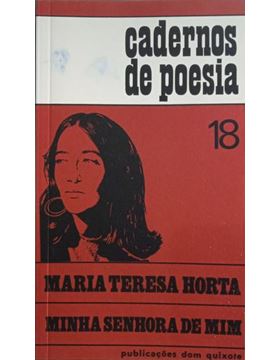 cadernos
de poesia
18
MARIA TERESA HORTA
MINHA SENHORA DE MIM
publicações dom quixote